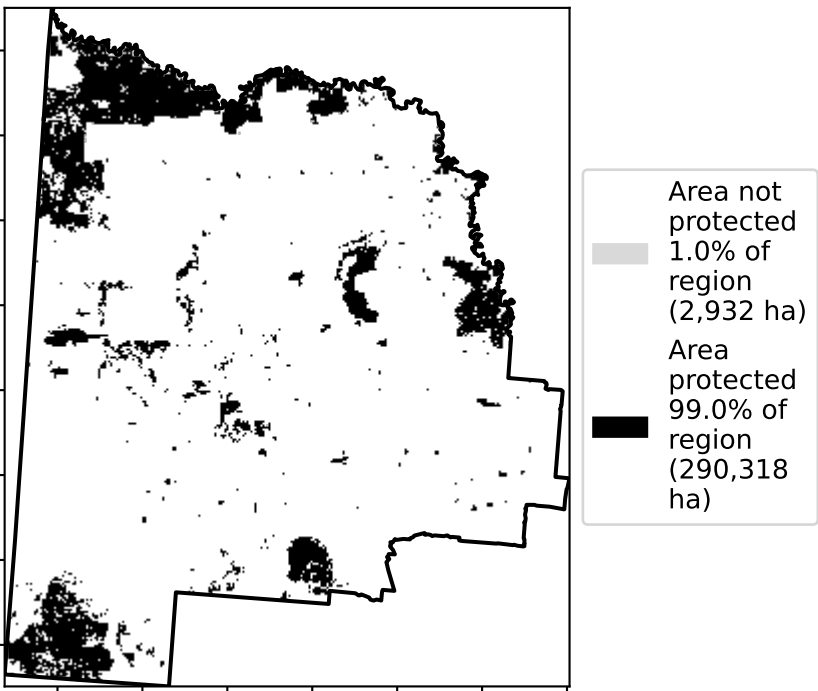 Area not
protected
1.0% of
region
(2,932 ha)
Area
protected
99.0% of
region
(290,318
ha)